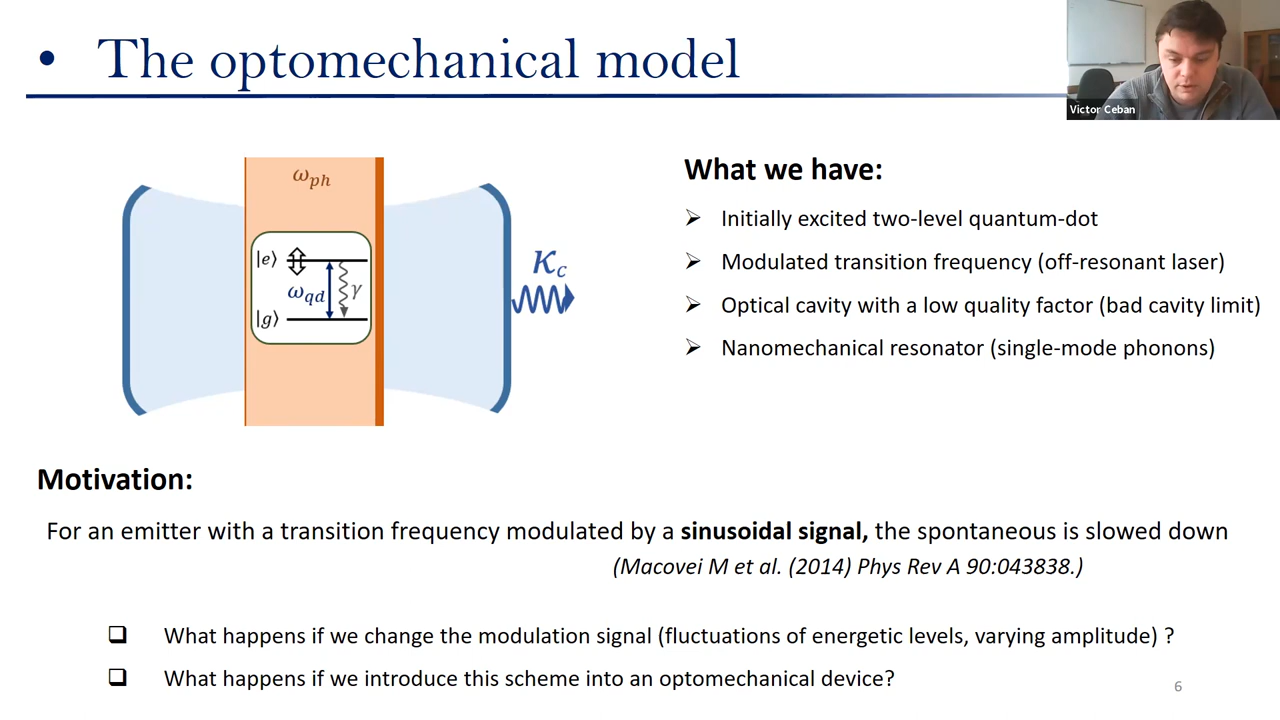 • The optomechanical model
Victor Ceban
ω_ph
|e⟩
ω_qd
γ
|g⟩
K_c
What we have:
➢ Initially excited two-level quantum-dot
➢ Modulated transition frequency (off-resonant laser)
➢ Optical cavity with a low quality factor (bad cavity limit)
➢ Nanomechanical resonator (single-mode phonons)
Motivation:
For an emitter with a transition frequency modulated by a sinusoidal signal, the spontaneous is slowed down
(Macovei M et al. (2014) Phys Rev A 90:043838.)
❑ What happens if we change the modulation signal (fluctuations of energetic levels, varying amplitude) ?
❑ What happens if we introduce this scheme into an optomechanical device?
6